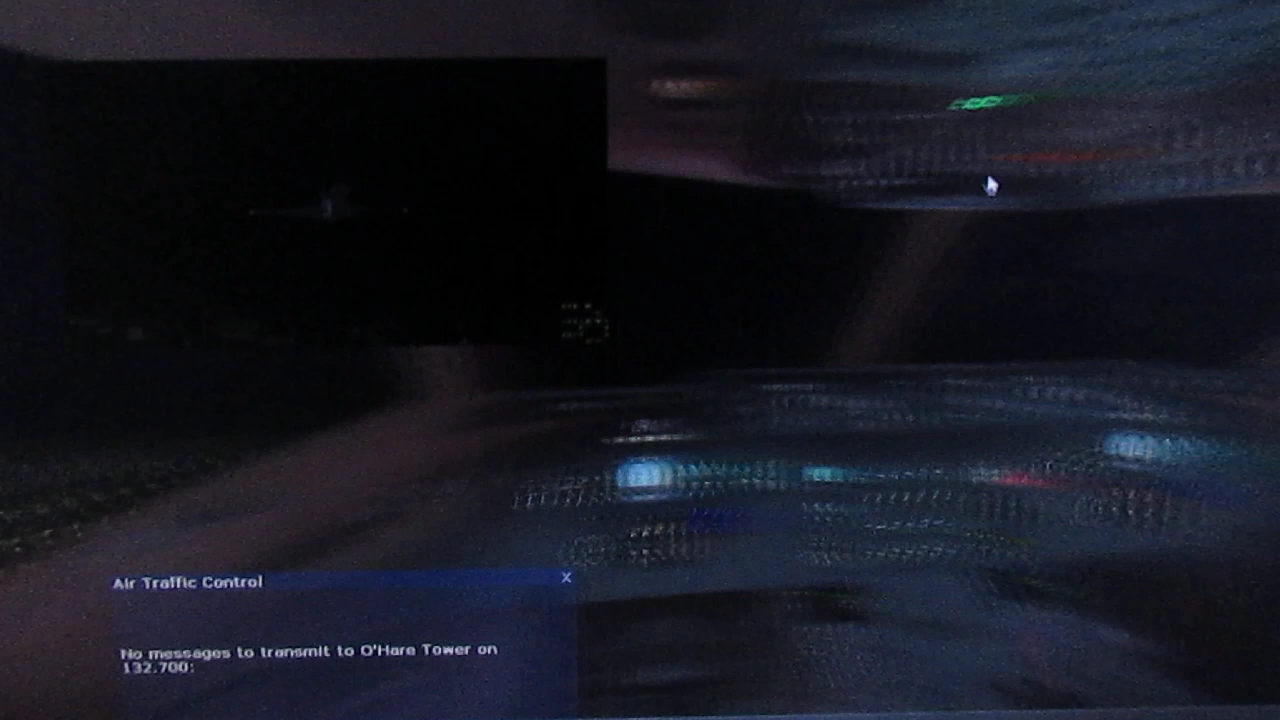 Air Traffic Control X
No messages to transmit to O'Hare Tower on
132.700: